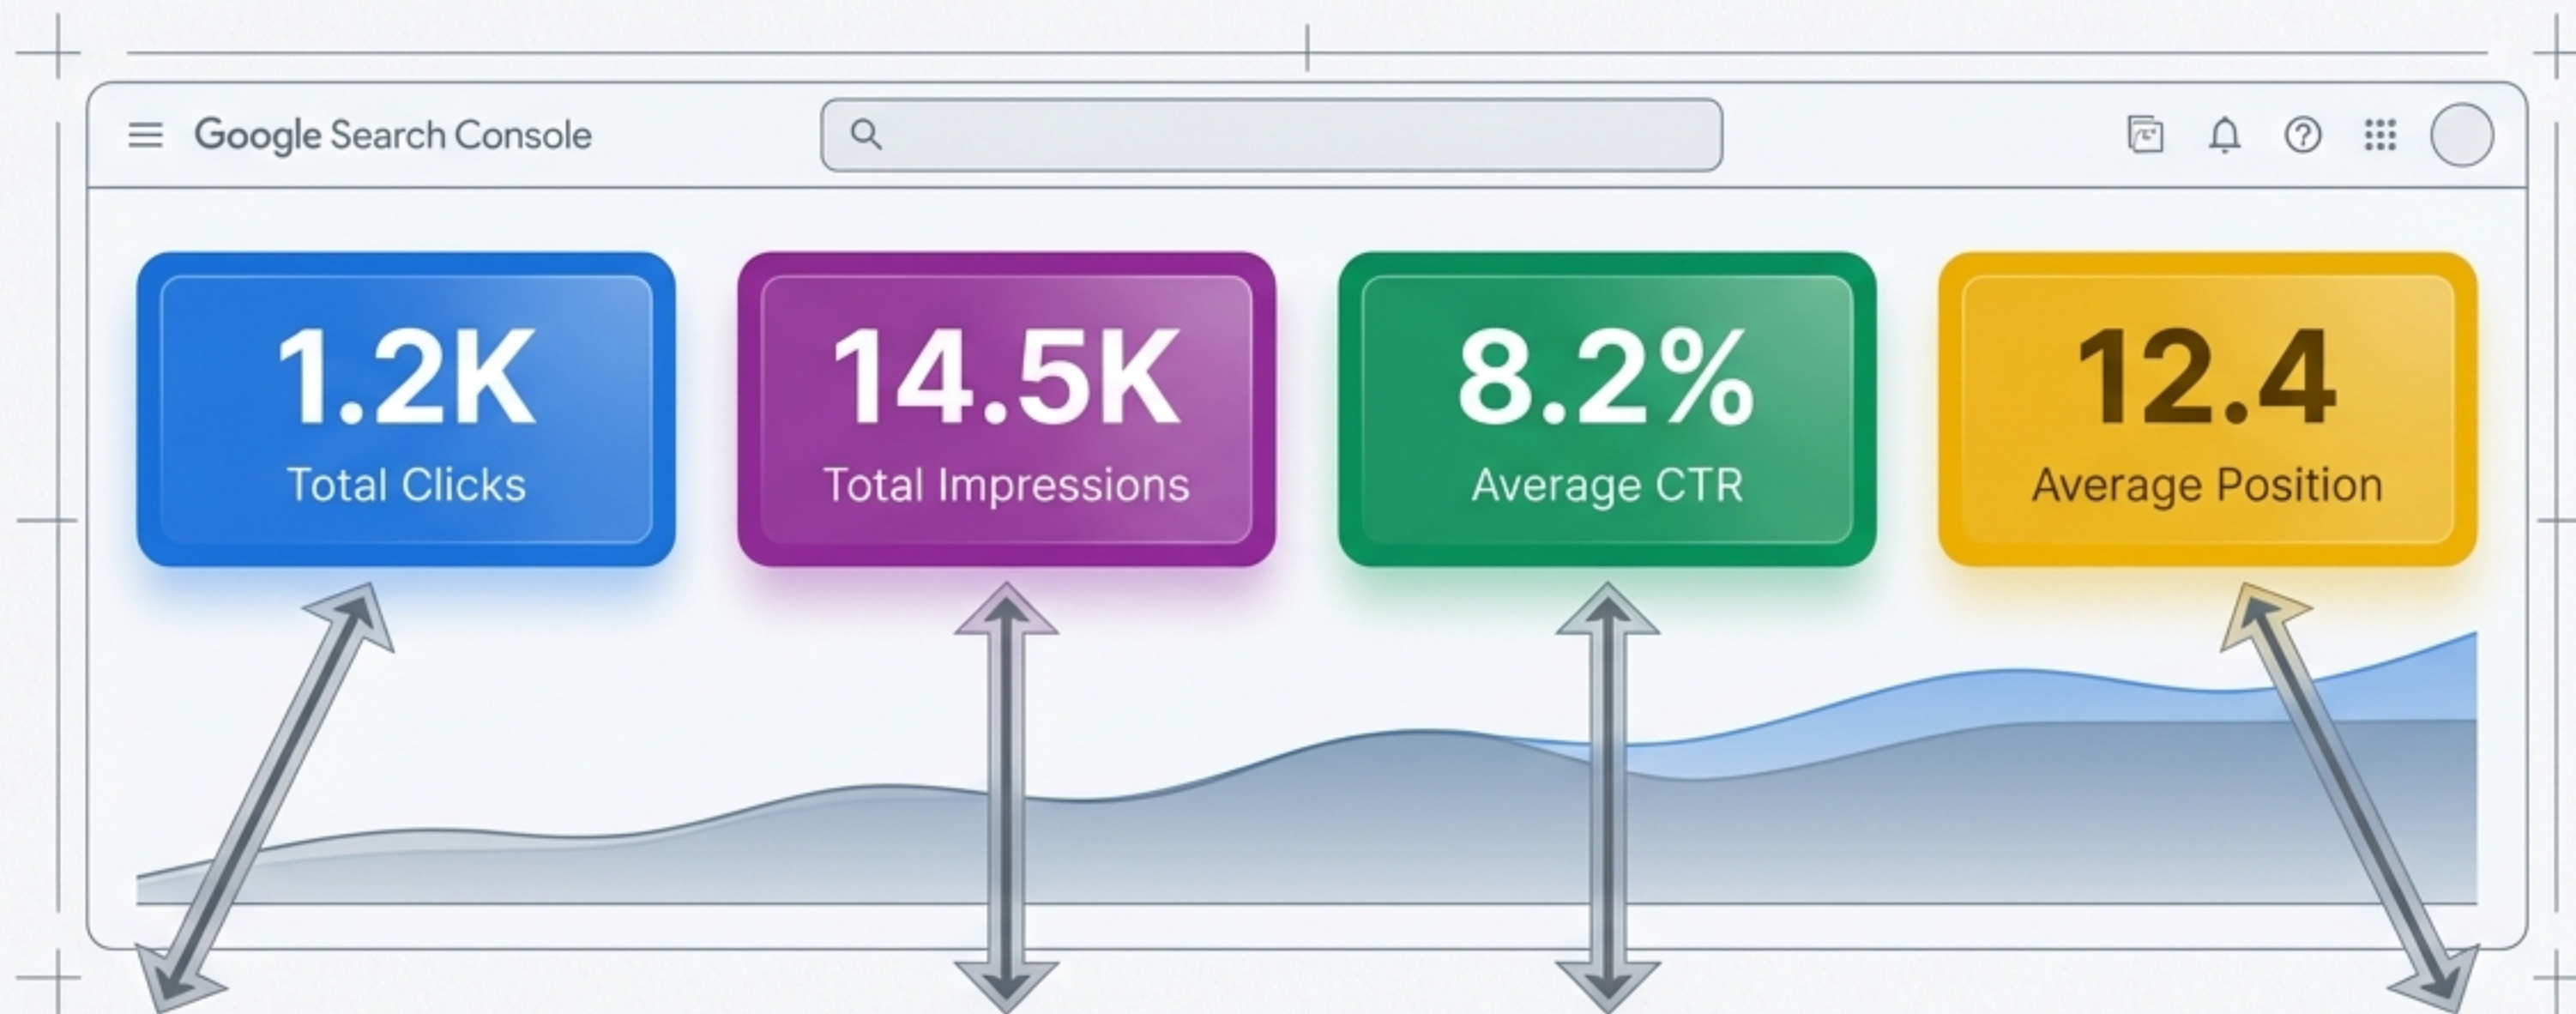 Google Search Console
1.2K
Total Clicks
14.5K
Total Impressions
8.2%
Average CTR
12.4
Average Position